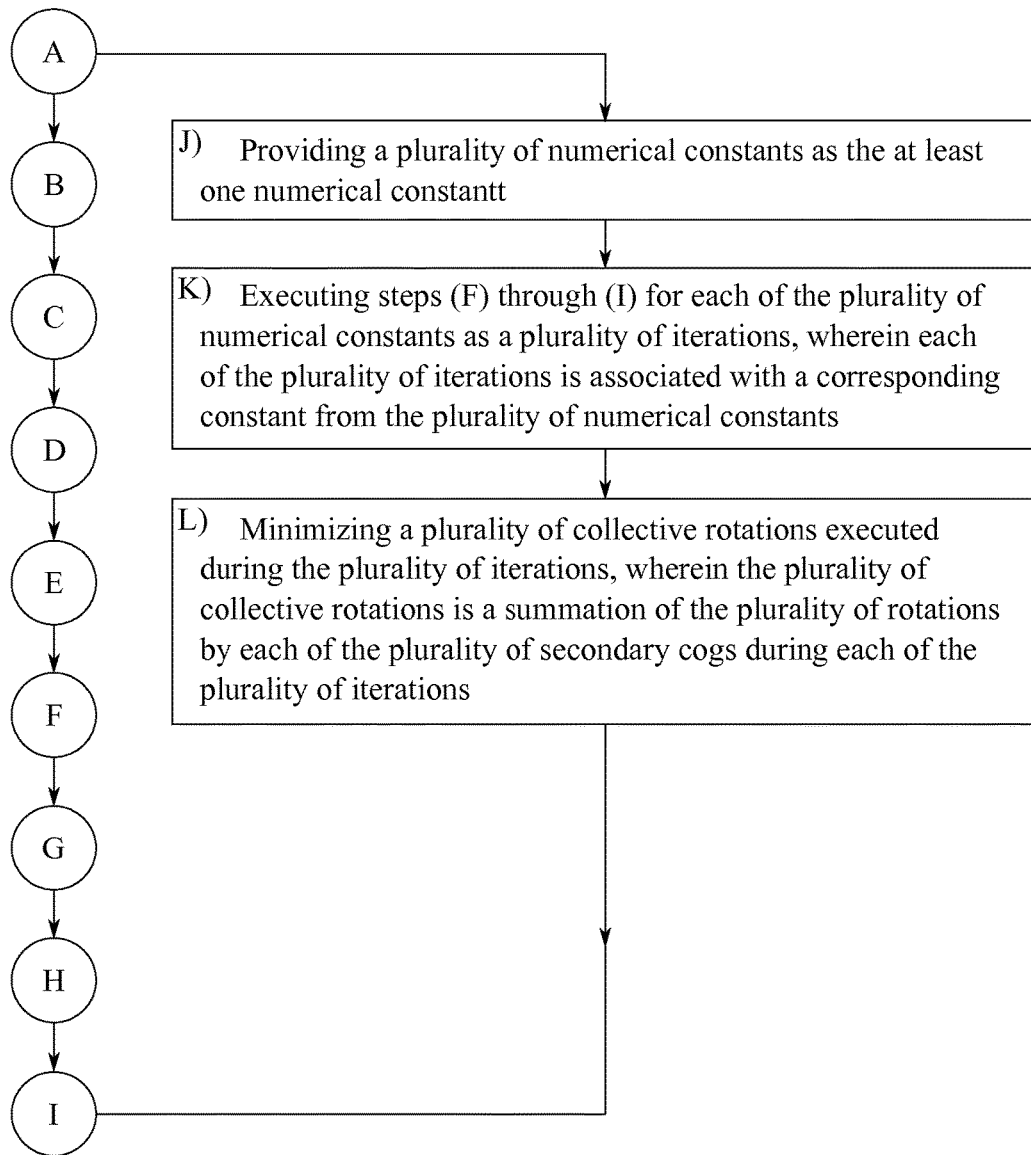 A
B
C
D
E
F
G
H
I
J) Providing a plurality of numerical constants as the at least
one numerical constantt
K) Executing steps (F) through (I) for each of the plurality of
numerical constants as a plurality of iterations, wherein each
of the plurality of iterations is associated with a corresponding
constant from the plurality of numerical constants
L) Minimizing a plurality of collective rotations executed
during the plurality of iterations, wherein the plurality of
collective rotations is a summation of the plurality of rotations
by each of the plurality of secondary cogs during each of the
plurality of iterations